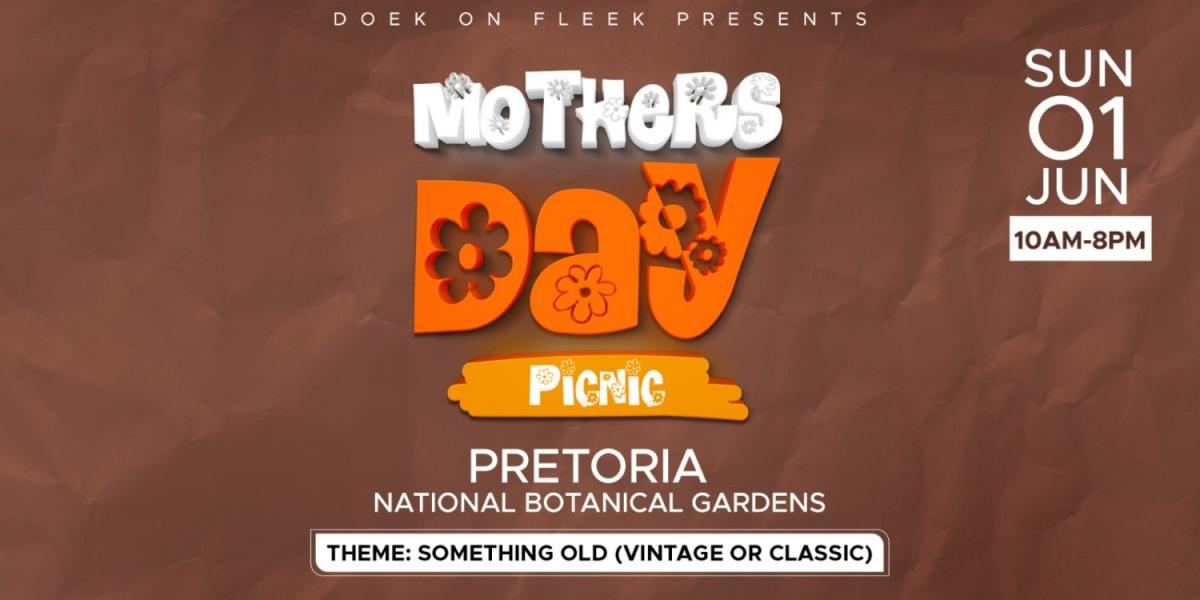 DOEK ON FLEEK PRESENTS
MOTHERS
Day
PICNIC
PRETORIA
NATIONAL BOTANICAL GARDENS
THEME: SOMETHING OLD (VINTAGE OR CLASSIC)
SUN
01
JUN
10AM-8PM